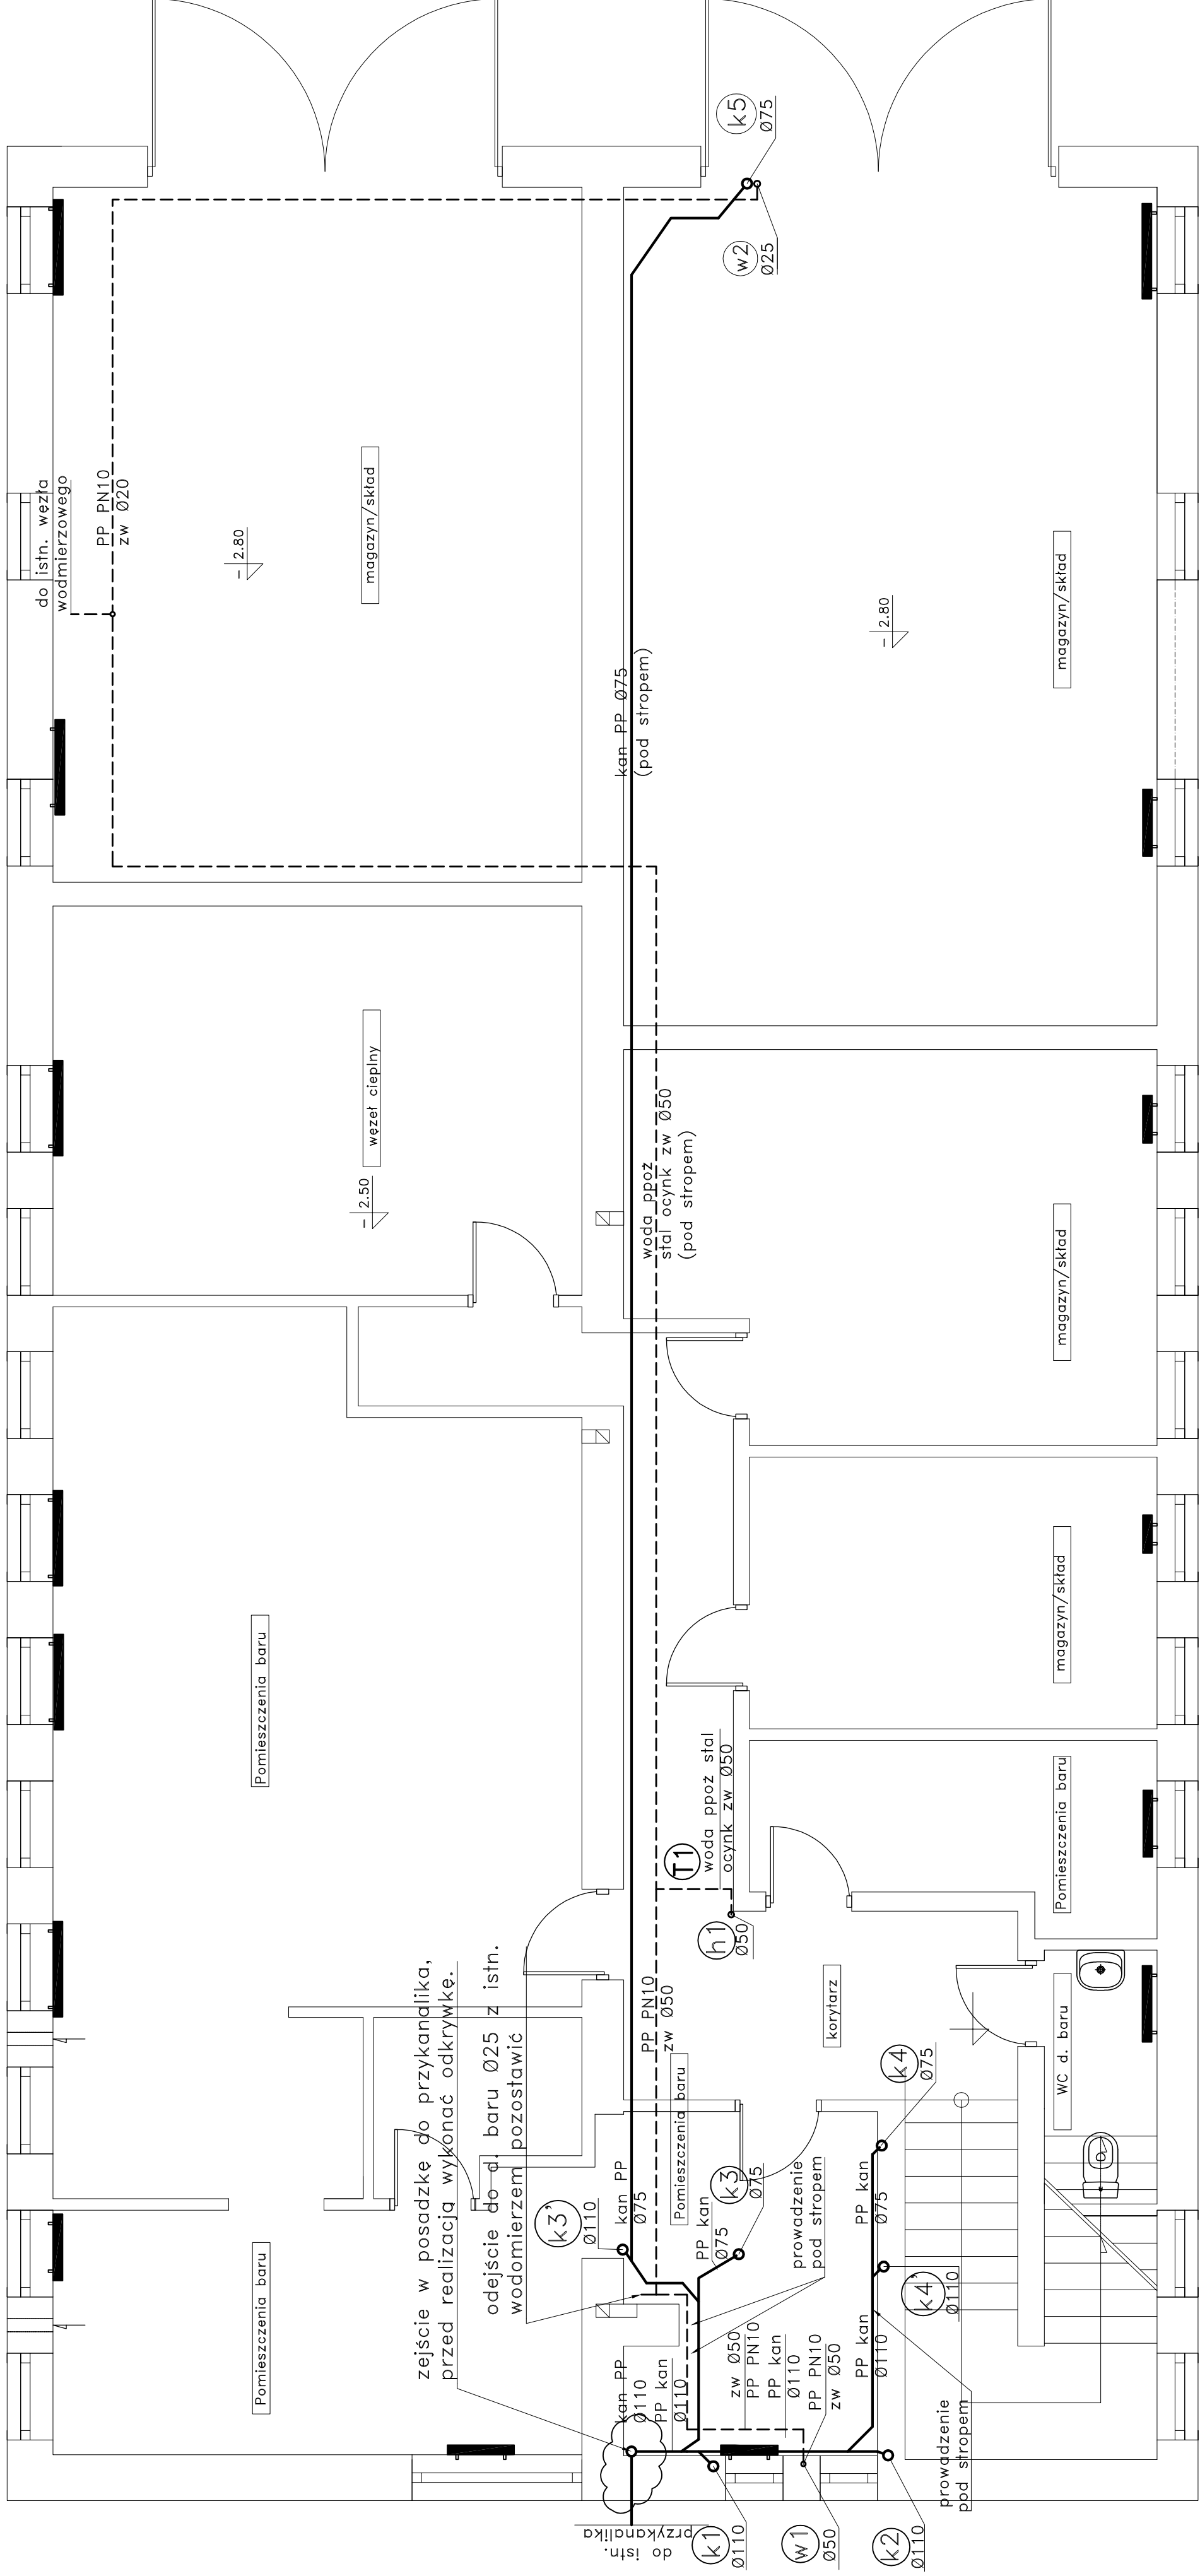 do istn. węzła
wodmierzowego
PP PN10
zw Ø20
k5
Ø75
w2
Ø25
- 2.80
magazyn/skład
kan PP Ø75
(pod stropem)
- 2.80
magazyn/skład
węzeł cieplny
- 2.50
woda ppoż
stal ocynk zw Ø50
(pod stropem)
magazyn/skład
Pomieszczenia baru
magazyn/skład
woda ppoż stal
ocynk zw Ø50
T1
h1
Ø50
Pomieszczenia baru
korytarz
WC d. baru
zejście w posadzkę do przykanalika,
przed realizacją wykonać odkrywkę.
odejście do d. baru Ø25 z istn.
wodomierzem pozostawić
PP PN10
zw Ø50
Pomieszczenia baru
k4
Ø75
k3'
Ø110
kan PP
Ø75
k3
Ø75
PP kan
Ø75
prowadzenie
pod stropem
PP kan
Ø75
k4'
Ø110
Pomieszczenia baru
kan PP
Ø110
PP kan
Ø110
zw Ø50
PP PN10
PP kan
Ø110
PP PN10
zw Ø50
PP kan
Ø110
prowadzenie
pod stropem
do istn.
przykanalika
k1
Ø110
w1
Ø50
k2
Ø110